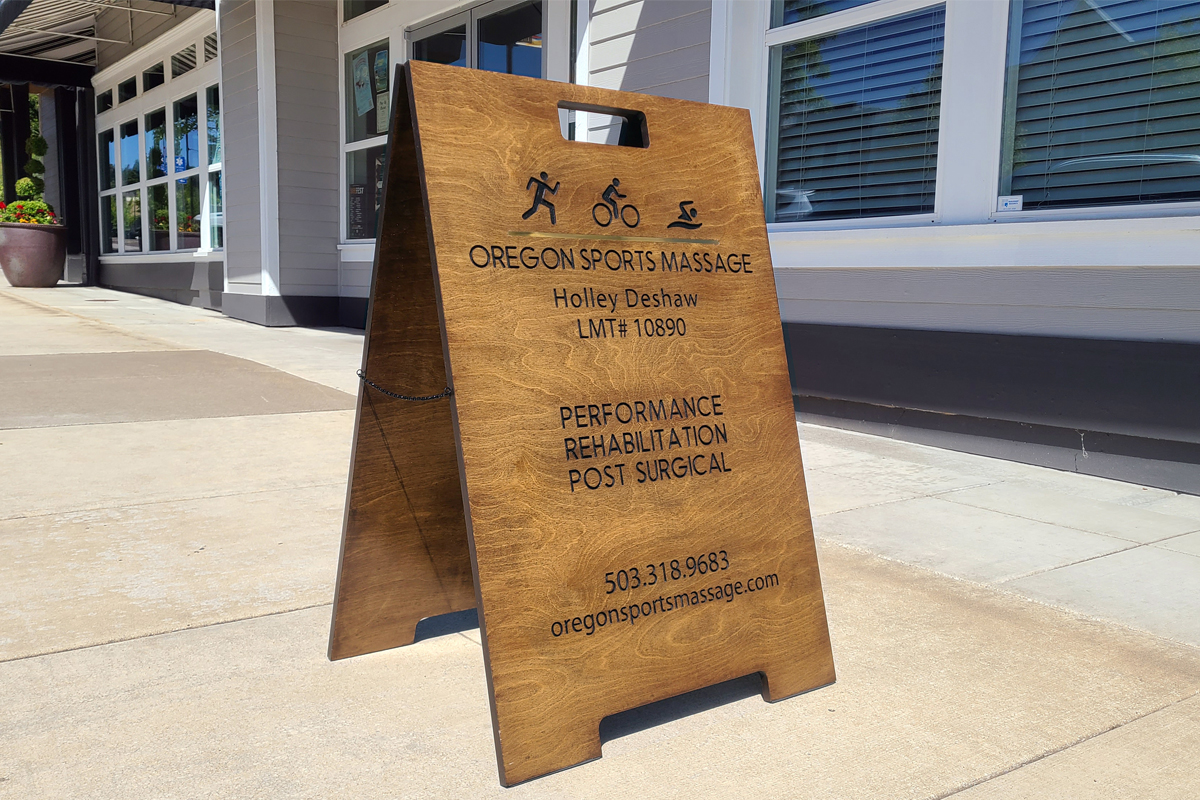 OREGON SPORTS MASSAGE
Holley Deshaw
LMT# 10890
PERFORMANCE
REHABILITATION
POST SURGICAL
503.318.9683
oregonsportsmassage.com